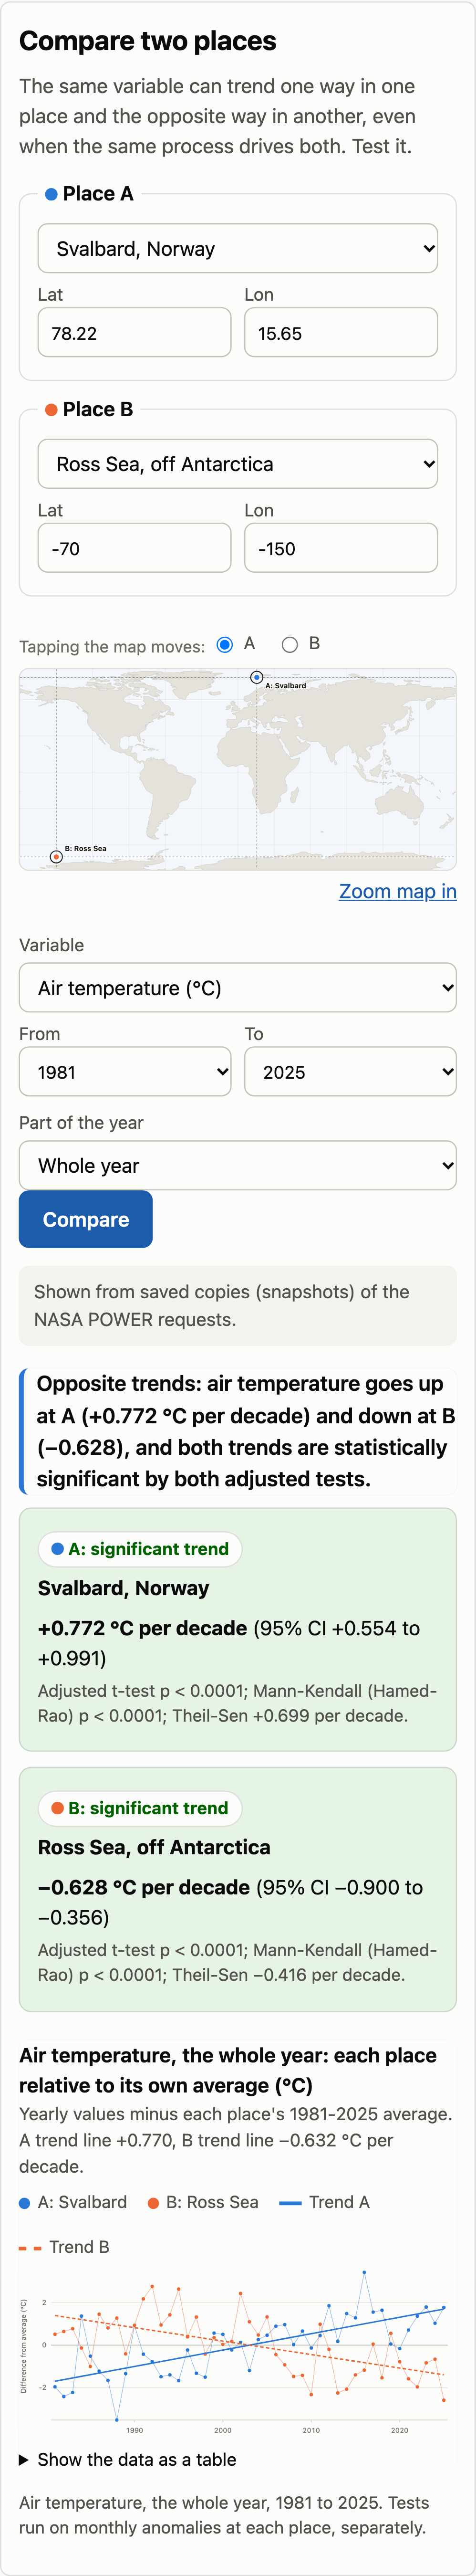 Compare two places
The same variable can trend one way in one
place and the opposite way in another, even
when the same process drives both. Test it.
Place A
Svalbard, Norway
Lat
Lon
78.22
15.65
Place B
Ross Sea, off Antarctica
Lat
Lon
-70
-150
Tapping the map moves: A B
A: Svalbard
B: Ross Sea
Zoom map in
Variable
Air temperature (°C)
From
To
1981
2025
Part of the year
Whole year
Compare
Shown from saved copies (snapshots) of the
NASA POWER requests.
Opposite trends: air temperature goes up
at A (+0.772 °C per decade) and down at B
(−0.628), and both trends are statistically
significant by both adjusted tests.
A: significant trend
Svalbard, Norway
+0.772 °C per decade (95% CI +0.554 to
+0.991)
Adjusted t-test p < 0.0001; Mann-Kendall (Hamed-
Rao) p < 0.0001; Theil-Sen +0.699 per decade.
B: significant trend
Ross Sea, off Antarctica
−0.628 °C per decade (95% CI −0.900 to
−0.356)
Adjusted t-test p < 0.0001; Mann-Kendall (Hamed-
Rao) p < 0.0001; Theil-Sen −0.416 per decade.
Air temperature, the whole year: each place
relative to its own average (°C)
Yearly values minus each place's 1981-2025 average.
A trend line +0.770, B trend line −0.632 °C per
decade.
A: Svalbard B: Ross Sea Trend A
Trend B
Difference from average (°C)
2
0
-2
1990 2000 2010 2020
Show the data as a table
Air temperature, the whole year, 1981 to 2025. Tests
run on monthly anomalies at each place, separately.